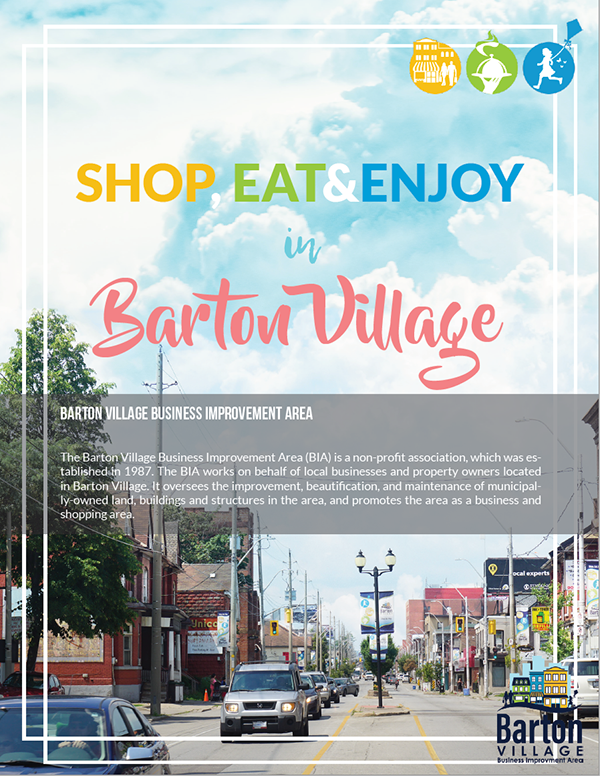 SHOP, EAT&ENJOY
in
Barton Village
BARTON VILLAGE BUSINESS IMPROVEMENT AREA
The Barton Village Business Improvement Area (BIA) is a non-profit association, which was es-
tablished in 1987. The BIA works on behalf of local businesses and property owners located
in Barton Village. It oversees the improvement, beautification, and maintenance of municipal-
ly-owned land, buildings and structures in the area, and promotes the area as a business and
shopping area.
ocal experts
Barton
VILLAGE
Business Improvment Area